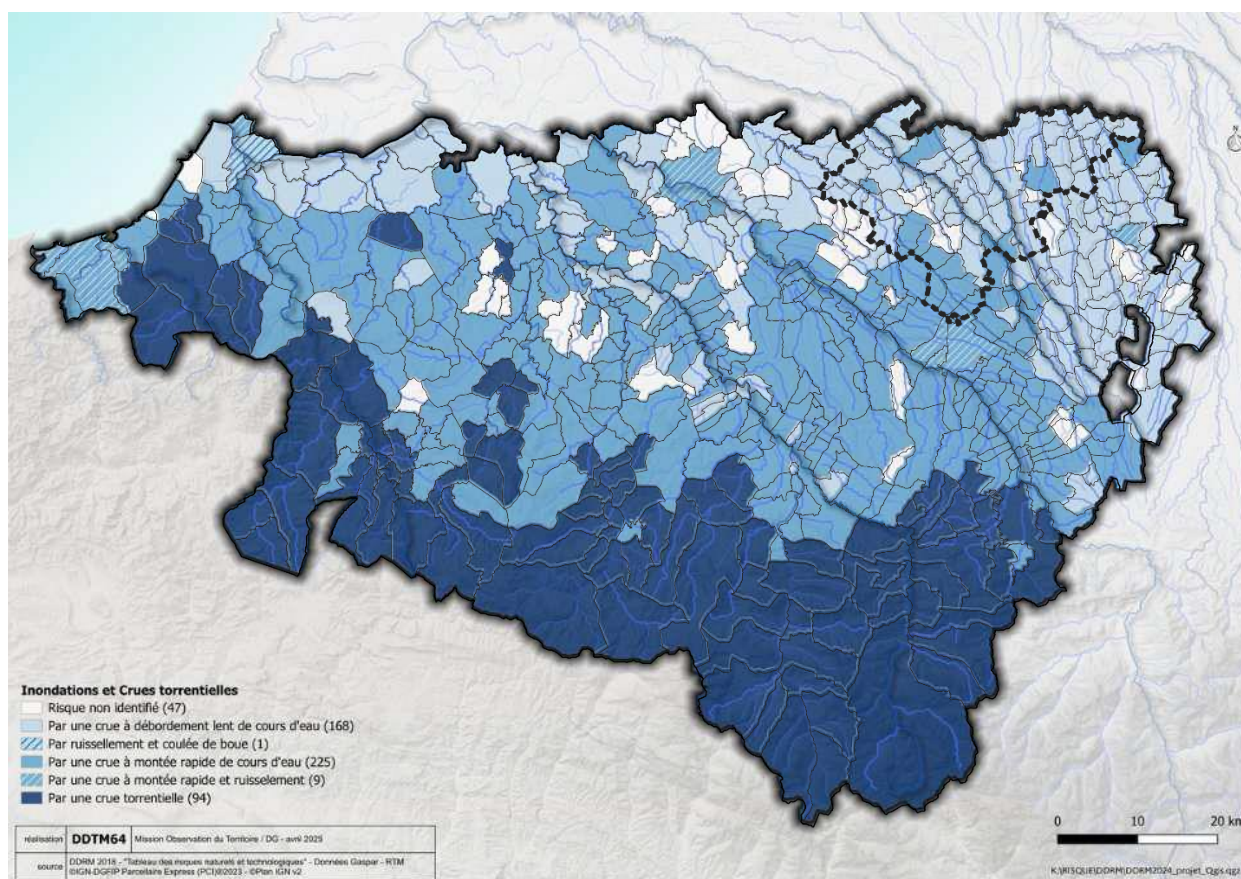 N
Inondations et Crues torrentielles
Risque non identifié (47)
Par une crue à débordement lent de cours d'eau (168)
Par ruissellement et coulée de boue (1)
Par une crue à montée rapide de cours d'eau (225)
Par une crue à montée rapide et ruisselement (9)
Par une crue torrentielle (94)
0 10 20 km
réalisation DDTM64 Mission Observation du Territoire / DG - avril 2025
source DDRM 2018 - "Tableau des risques naturels et technologiques" - Données Gaspar - RTM
©IGN-DGFIP Parcellaire Express (PCI)®2023 - ©Plan IGN v2
K:\RISQUE\DDRM\DDRM2024_projet_Qgis.qgz